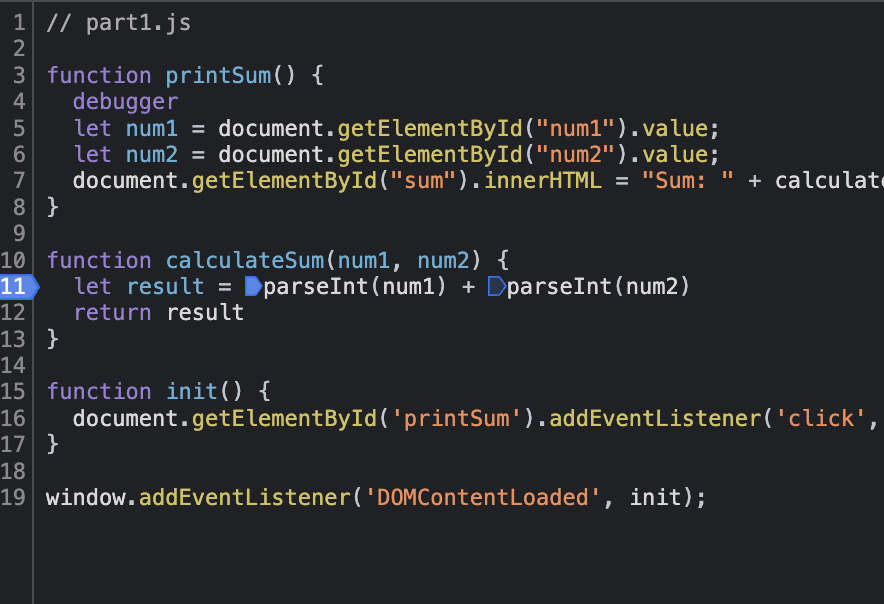 1 // part1.js
2
3 function printSum() {
4   debugger
5   let num1 = document.getElementById("num1").value;
6   let num2 = document.getElementById("num2").value;
7   document.getElementById("sum").innerHTML = "Sum: " + calculate
8 }
9
10 function calculateSum(num1, num2) {
11   let result = parseInt(num1) + parseInt(num2)
12   return result
13 }
14
15 function init() {
16   document.getElementById('printSum').addEventListener('click',
17 }
18
19 window.addEventListener('DOMContentLoaded', init);